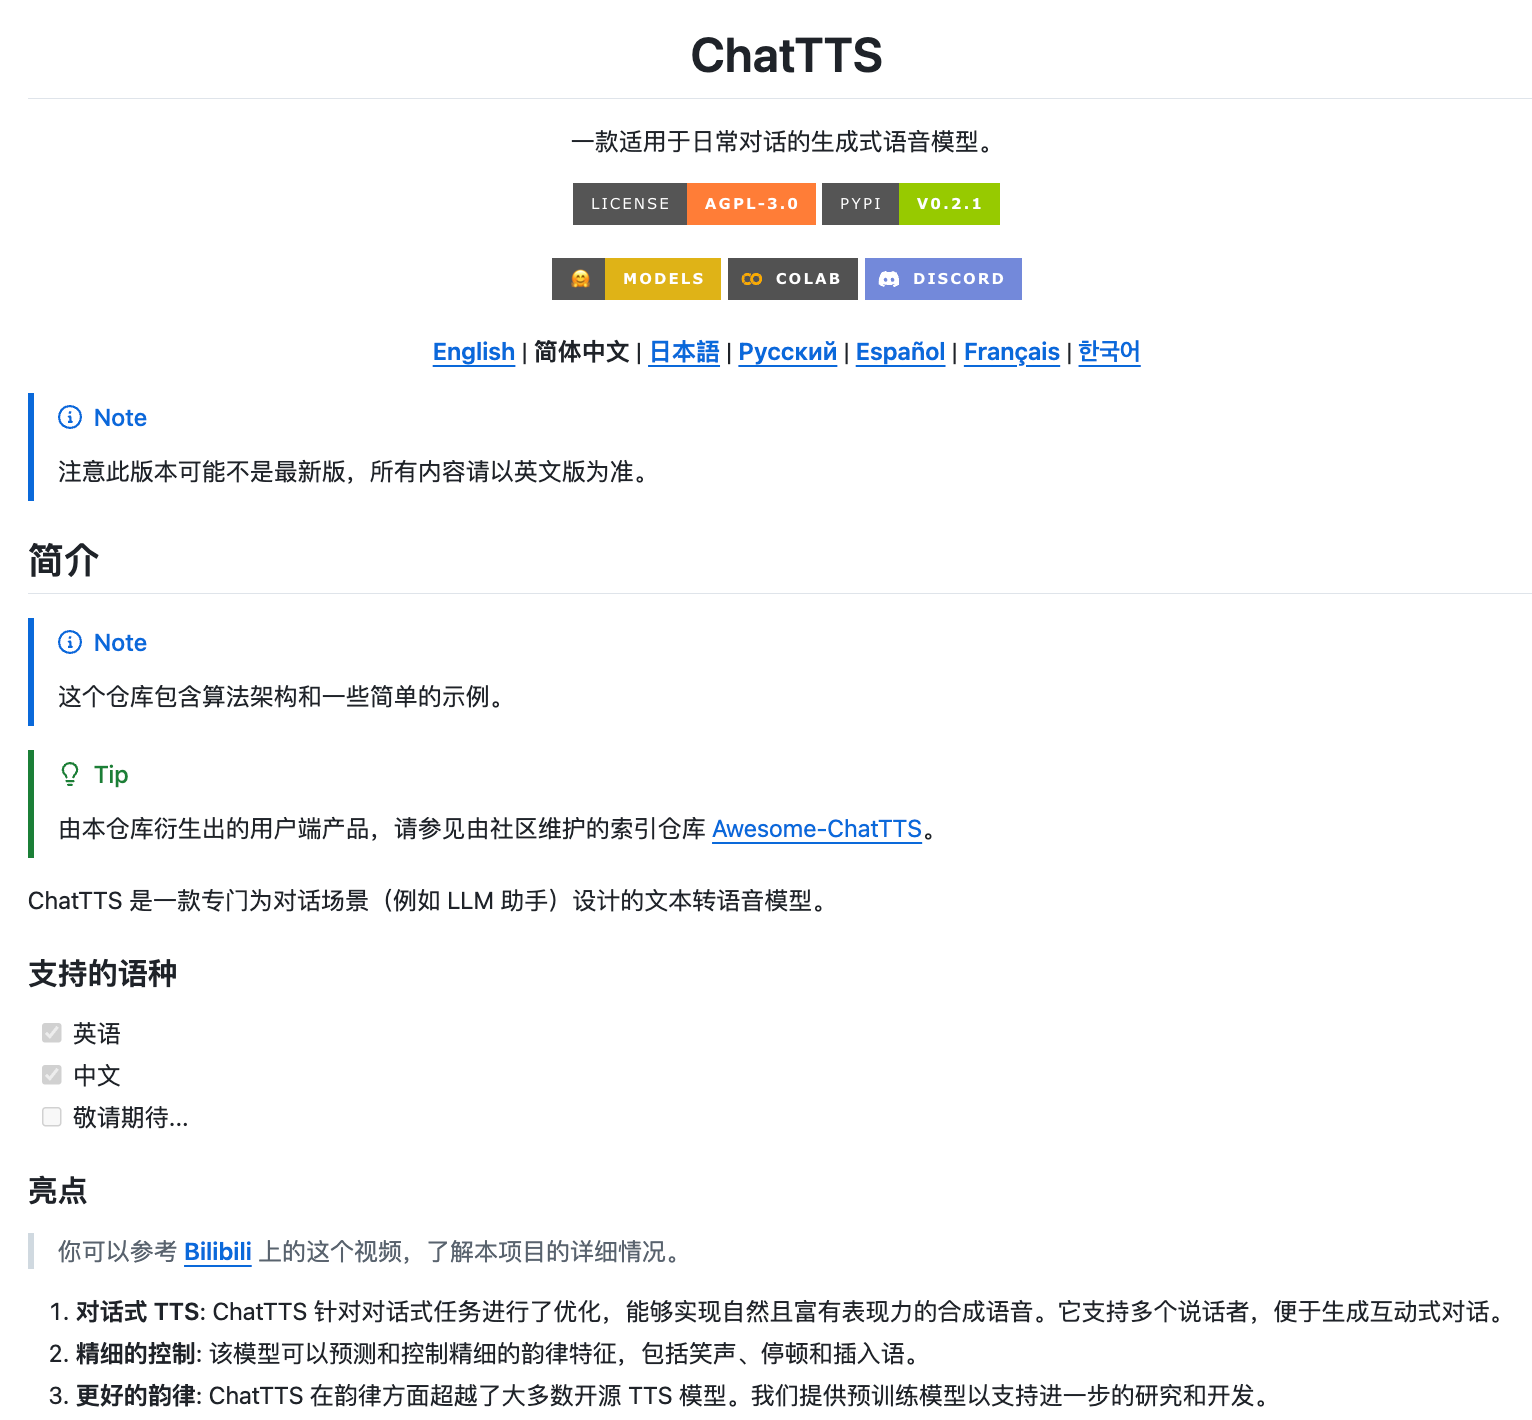 ChatTTS
一款适用于日常对话的生成式语音模型。
LICENSE AGPL-3.0 PYPI V0.2.1
🤗 MODELS COLAB DISCORD
English | 简体中文 | 日本語 | Русский | Español | Français | 한국어
Note
注意此版本可能不是最新版，所有内容请以英文版为准。
简介
Note
这个仓库包含算法架构和一些简单的示例。
Tip
由本仓库衍生出的用户端产品，请参见由社区维护的索引仓库 Awesome-ChatTTS。
ChatTTS 是一款专门为对话场景（例如 LLM 助手）设计的文本转语音模型。
支持的语种
英语
中文
敬请期待...
亮点
你可以参考 Bilibili 上的这个视频，了解本项目的详细情况。
1. 对话式 TTS: ChatTTS 针对对话式任务进行了优化，能够实现自然且富有表现力的合成语音。它支持多个说话者，便于生成互动式对话。
2. 精细的控制: 该模型可以预测和控制精细的韵律特征，包括笑声、停顿和插入语。
3. 更好的韵律: ChatTTS 在韵律方面超越了大多数开源 TTS 模型。我们提供预训练模型以支持进一步的研究和开发。